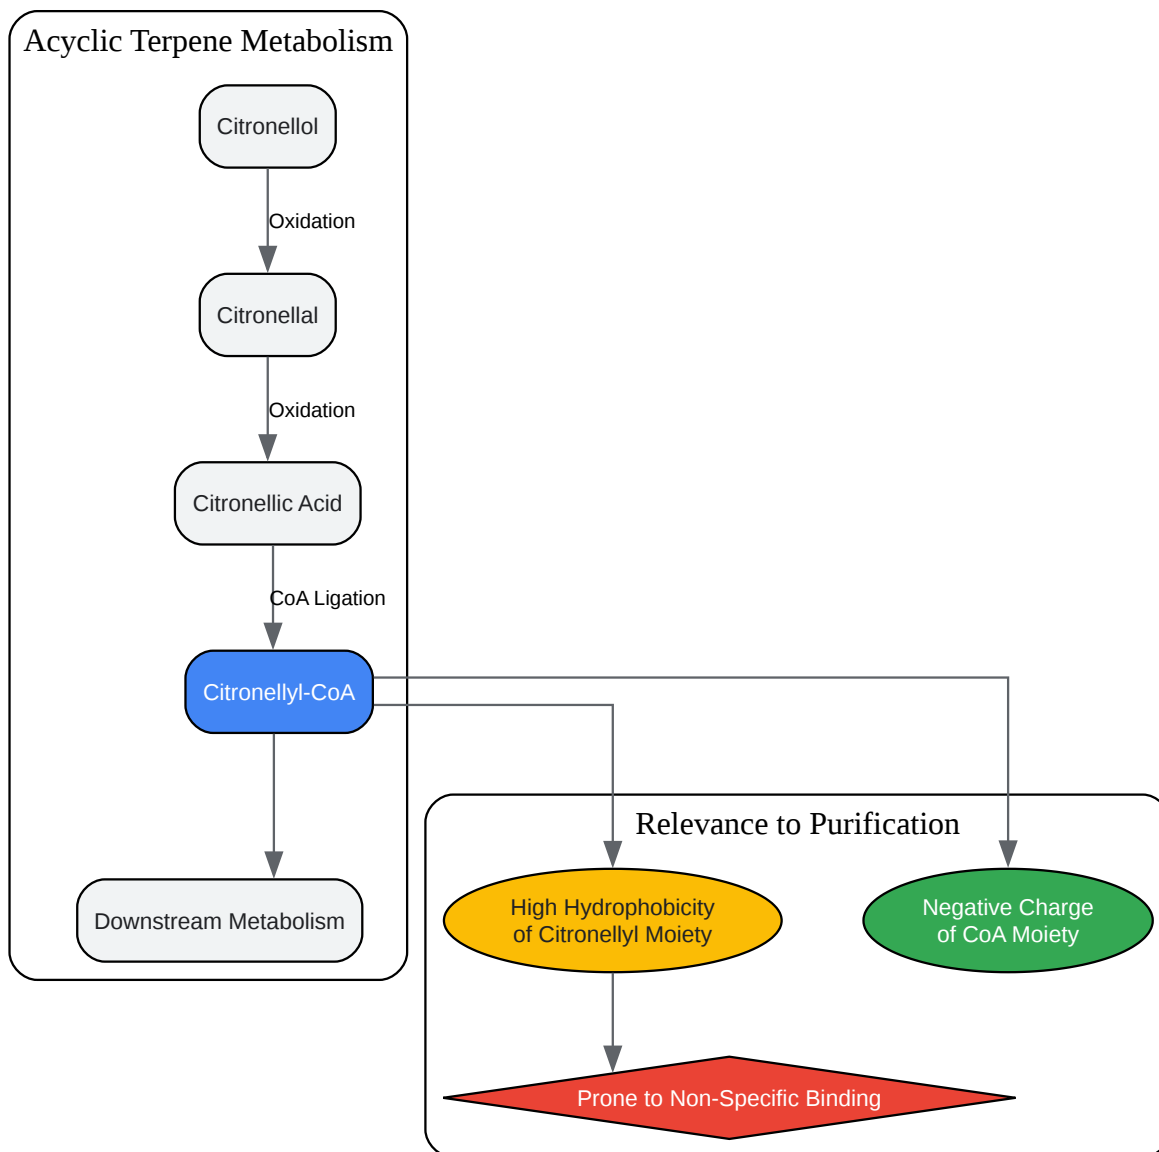 Acyclic Terpene Metabolism
Citronellol
Oxidation
Citronellal
Oxidation
Citronellic Acid
CoA Ligation
Citronellyl-CoA
Downstream Metabolism
Relevance to Purification
High Hydrophobicity
of Citronellyl Moiety
Negative Charge
of CoA Moiety
Prone to Non-Specific Binding